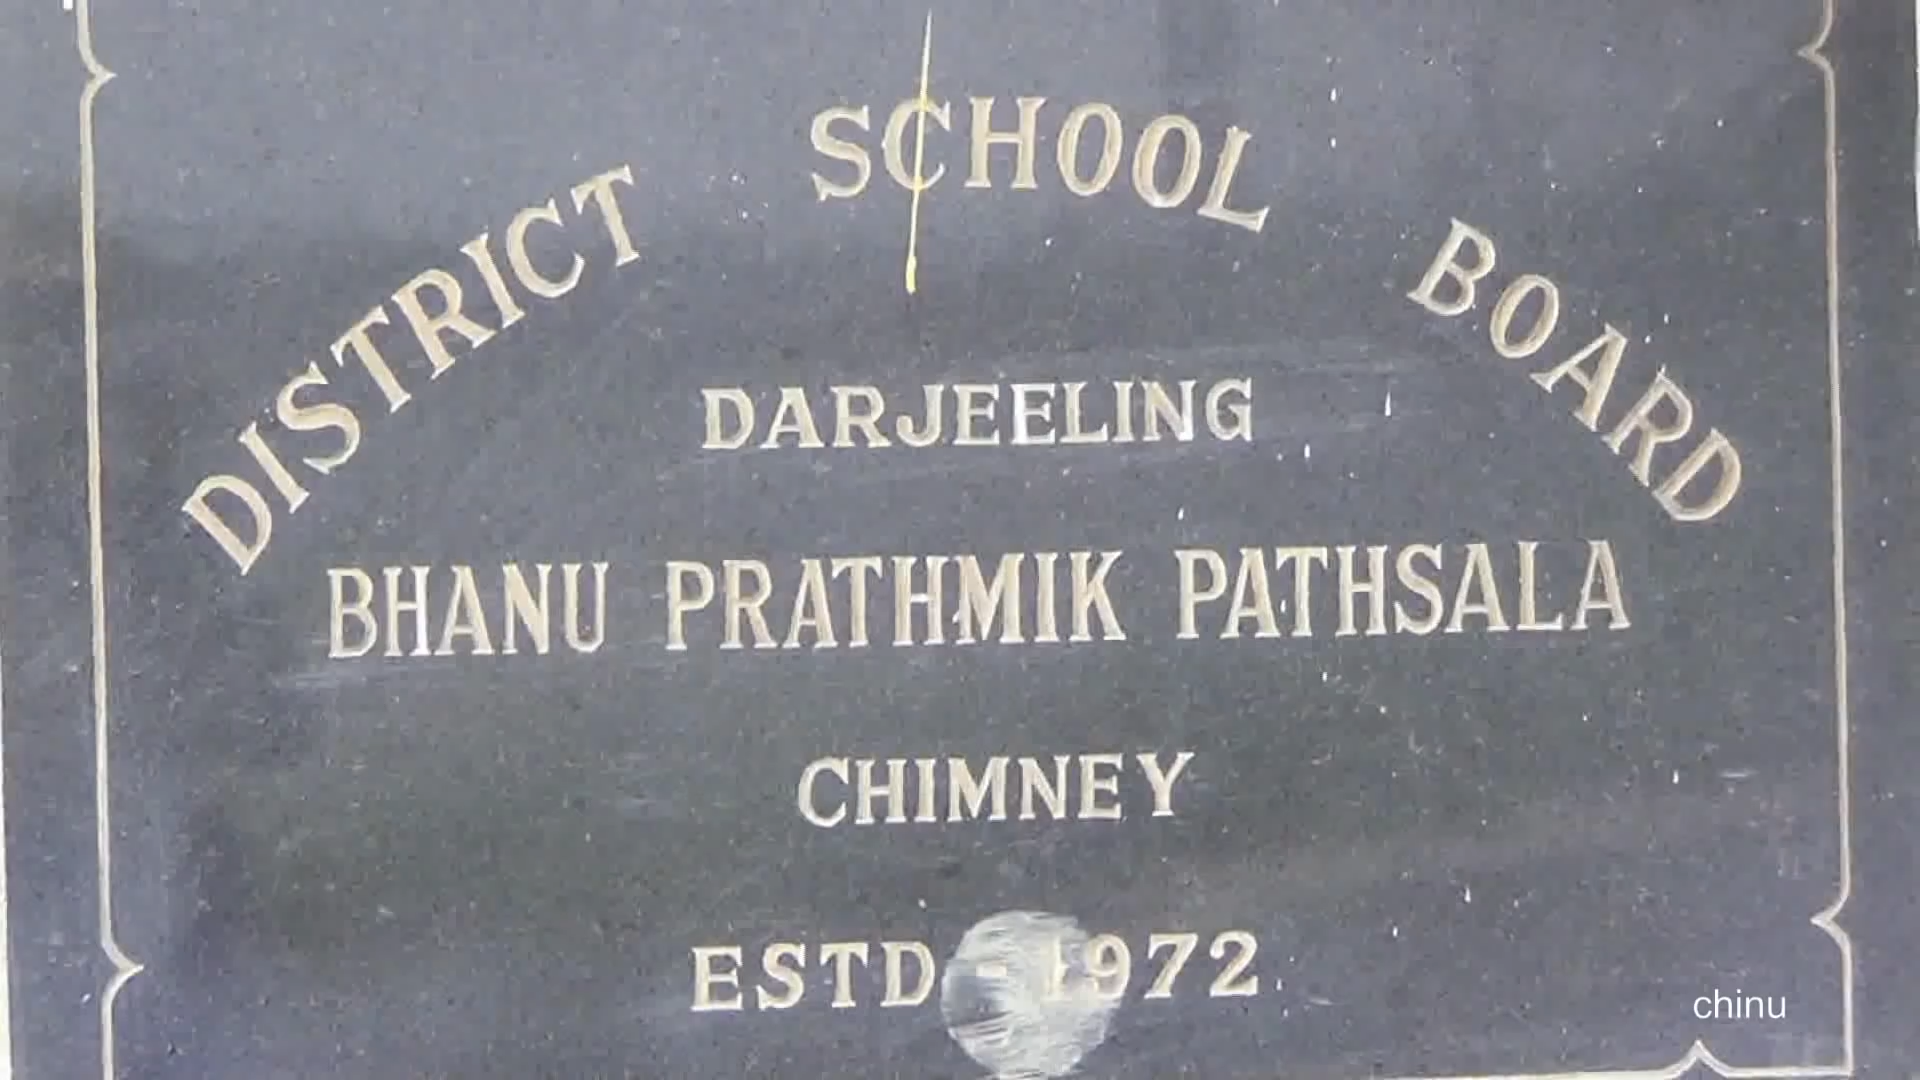 DISTRICT SCHOOL BOARD
DARJEELING
BHANU PRATHMIK PATHSALA
CHIMNEY
ESTD - 1972
chinu